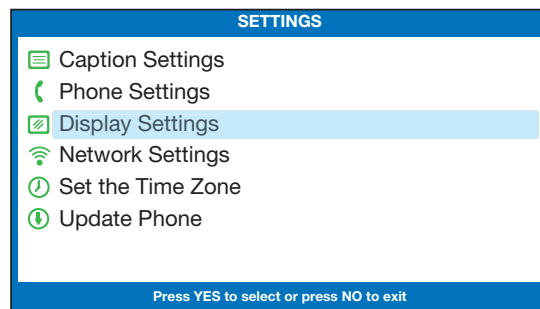 SETTINGS
Caption Settings
Phone Settings
Display Settings
Network Settings
Set the Time Zone
Update Phone
Press YES to select or press NO to exit